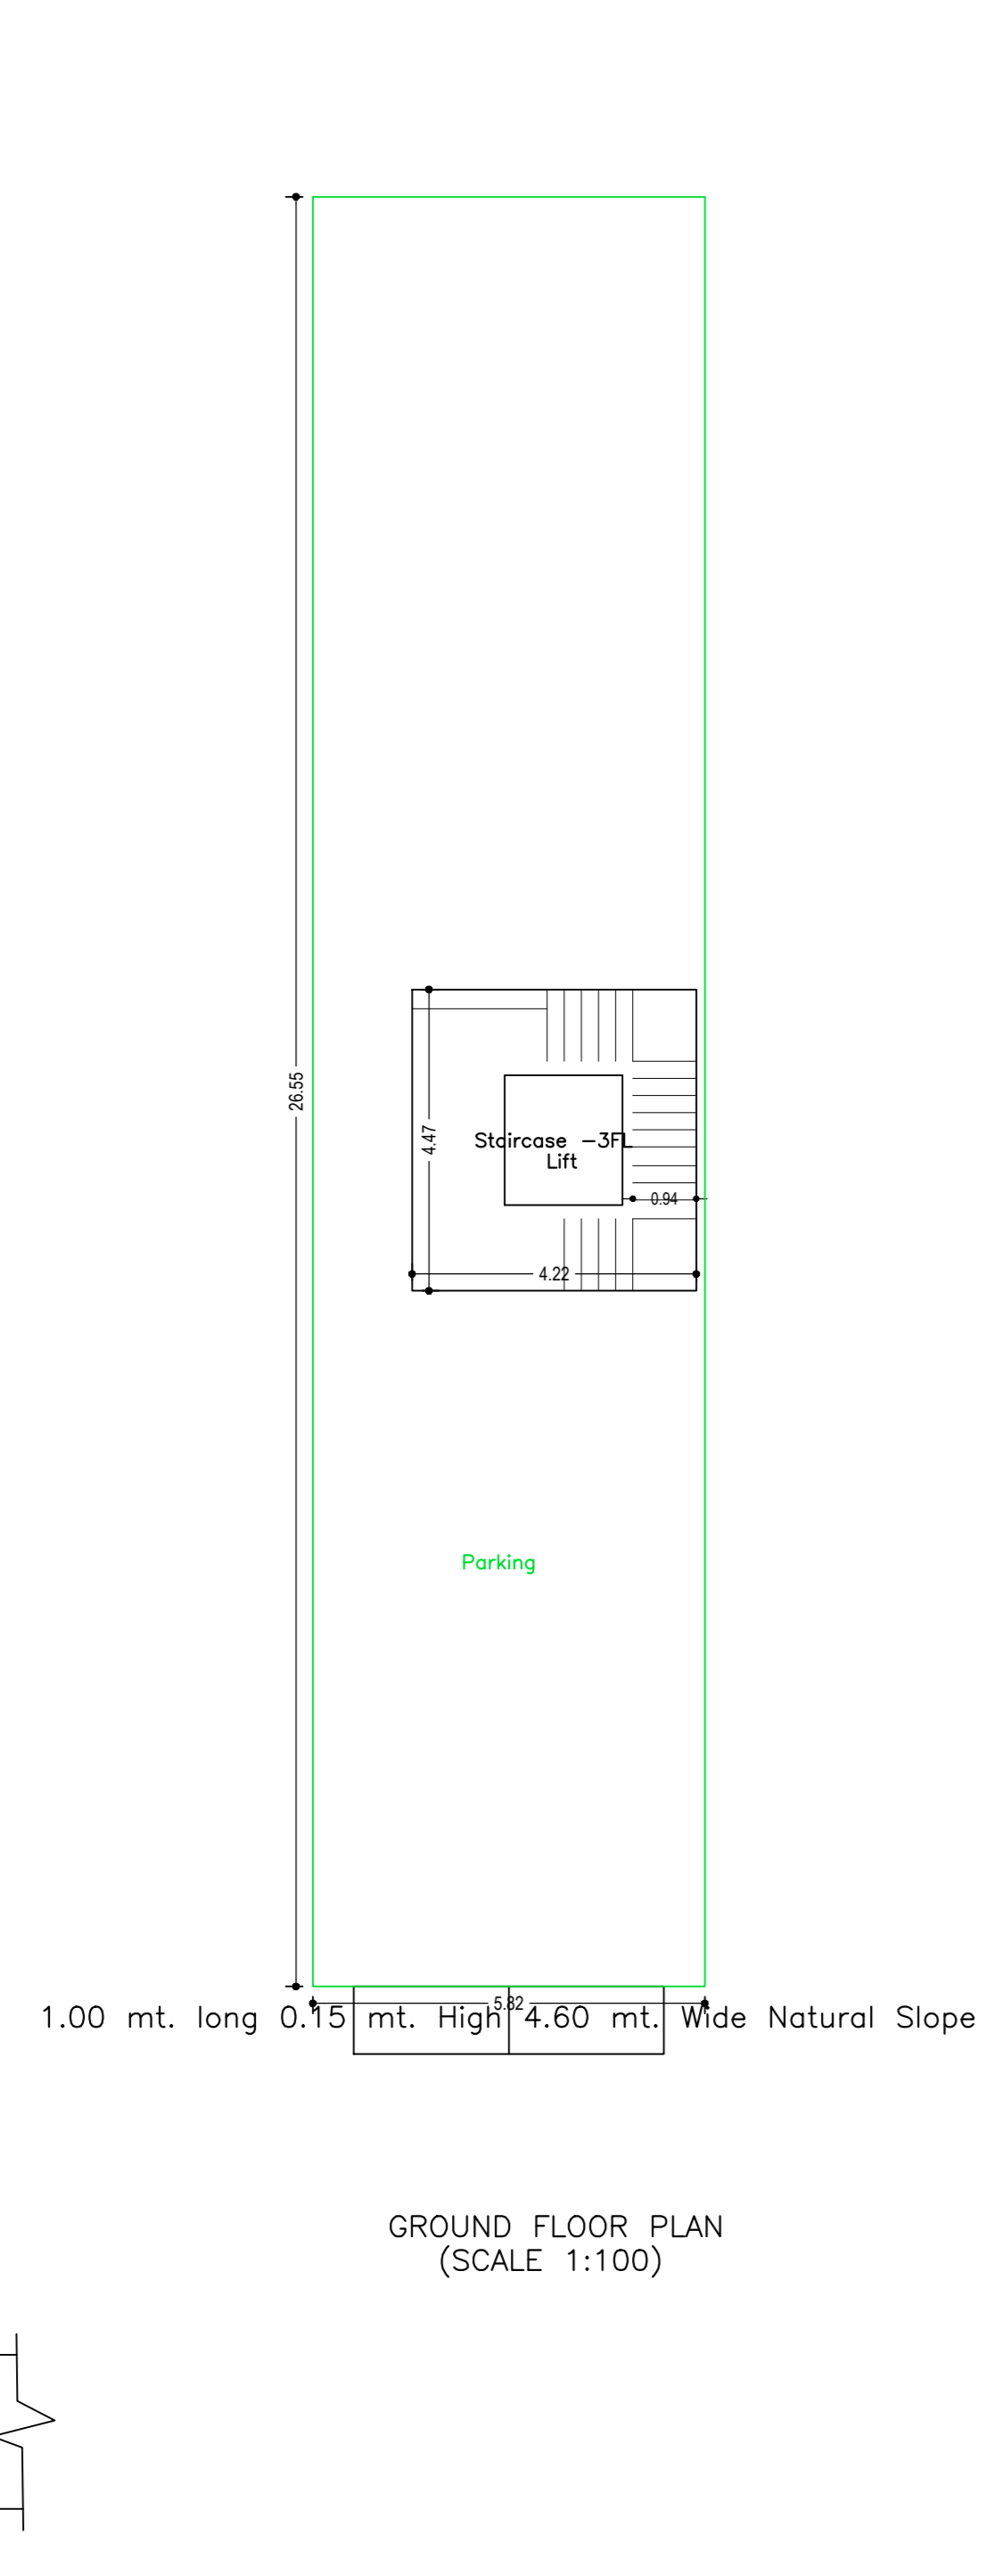 26.55
4.47
Staircase -3FL
Lift
0.94
4.22
Parking
5.82
1.00 mt. long 0.15 mt. High 4.60 mt. Wide Natural Slope
GROUND FLOOR PLAN
(SCALE 1:100)